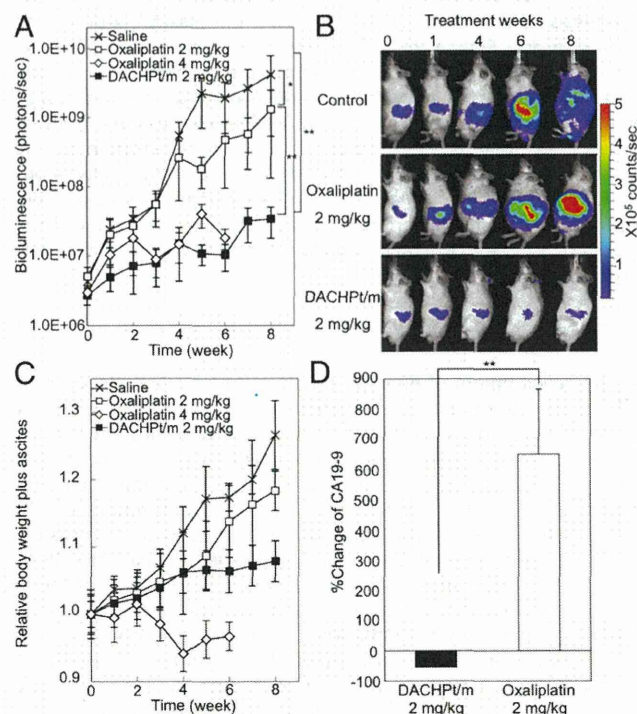 A
1.0E+10
1.0E+09
1.0E+08
1.0E+07
1.0E+06
Bioluminescence (photons/sec)
Saline
Oxaliplatin 2 mg/kg
Oxaliplatin 4 mg/kg
DACHPt/m 2 mg/kg
*
**
**
0 2 4 6 8
Time (week)
B
Treatment weeks
0 1 4 6 8
Control
Oxaliplatin
2 mg/kg
DACHPt/m
2 mg/kg
5
4
3
2
1
X10⁵ counts/sec
C
1.3
1.2
1.1
1.0
0.9
Relative body weight plus ascites
Saline
Oxaliplatin 2 mg/kg
Oxaliplatin 4 mg/kg
DACHPt/m 2 mg/kg
0 2 4 6 8
Time (week)
D
**
900
800
700
600
500
400
300
200
100
0
-100
%Change of CA19-9
DACHPt/m
2 mg/kg
Oxaliplatin
2 mg/kg